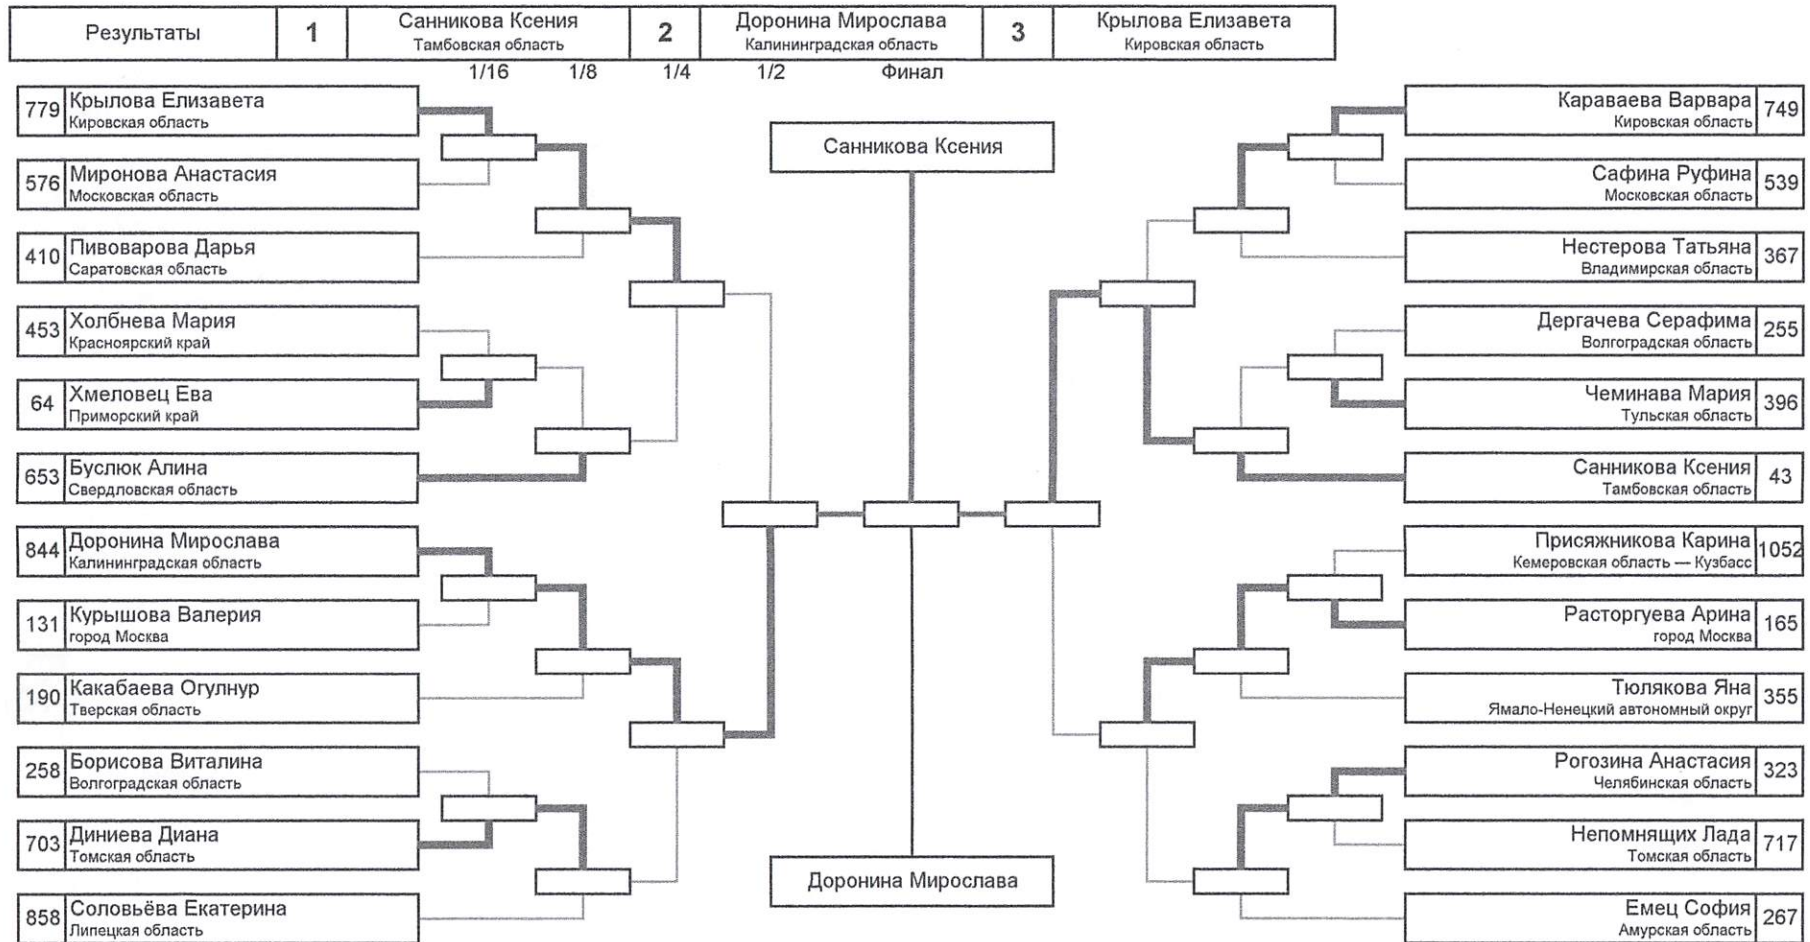 Результаты
1
Санникова Ксения
Тамбовская область
2
Доронина Мирослава
Калининградская область
3
Крылова Елизавета
Кировская область
1/16 1/8 1/4 1/2 Финал
779 Крылова Елизавета
Кировская область
576 Миронова Анастасия
Московская область
410 Пивоварова Дарья
Саратовская область
453 Холбнева Мария
Красноярский край
64 Хмеловец Ева
Приморский край
653 Буслюк Алина
Свердловская область
844 Доронина Мирослава
Калининградская область
131 Курышова Валерия
город Москва
190 Какабаева Огулнур
Тверская область
258 Борисова Виталина
Волгоградская область
703 Диниева Диана
Томская область
858 Соловьёва Екатерина
Липецкая область
Санникова Ксения
Доронина Мирослава
Караваева Варвара 749
Кировская область
Сафина Руфина 539
Московская область
Нестерова Татьяна 367
Владимирская область
Дергачева Серафима 255
Волгоградская область
Чеминава Мария 396
Тульская область
Санникова Ксения 43
Тамбовская область
Присяжникова Карина 1052
Кемеровская область — Кузбасс
Расторгуева Арина 165
город Москва
Тюлякова Яна 355
Ямало-Ненецкий автономный округ
Рогозина Анастасия 323
Челябинская область
Непомнящих Лада 717
Томская область
Емец София 267
Амурская область